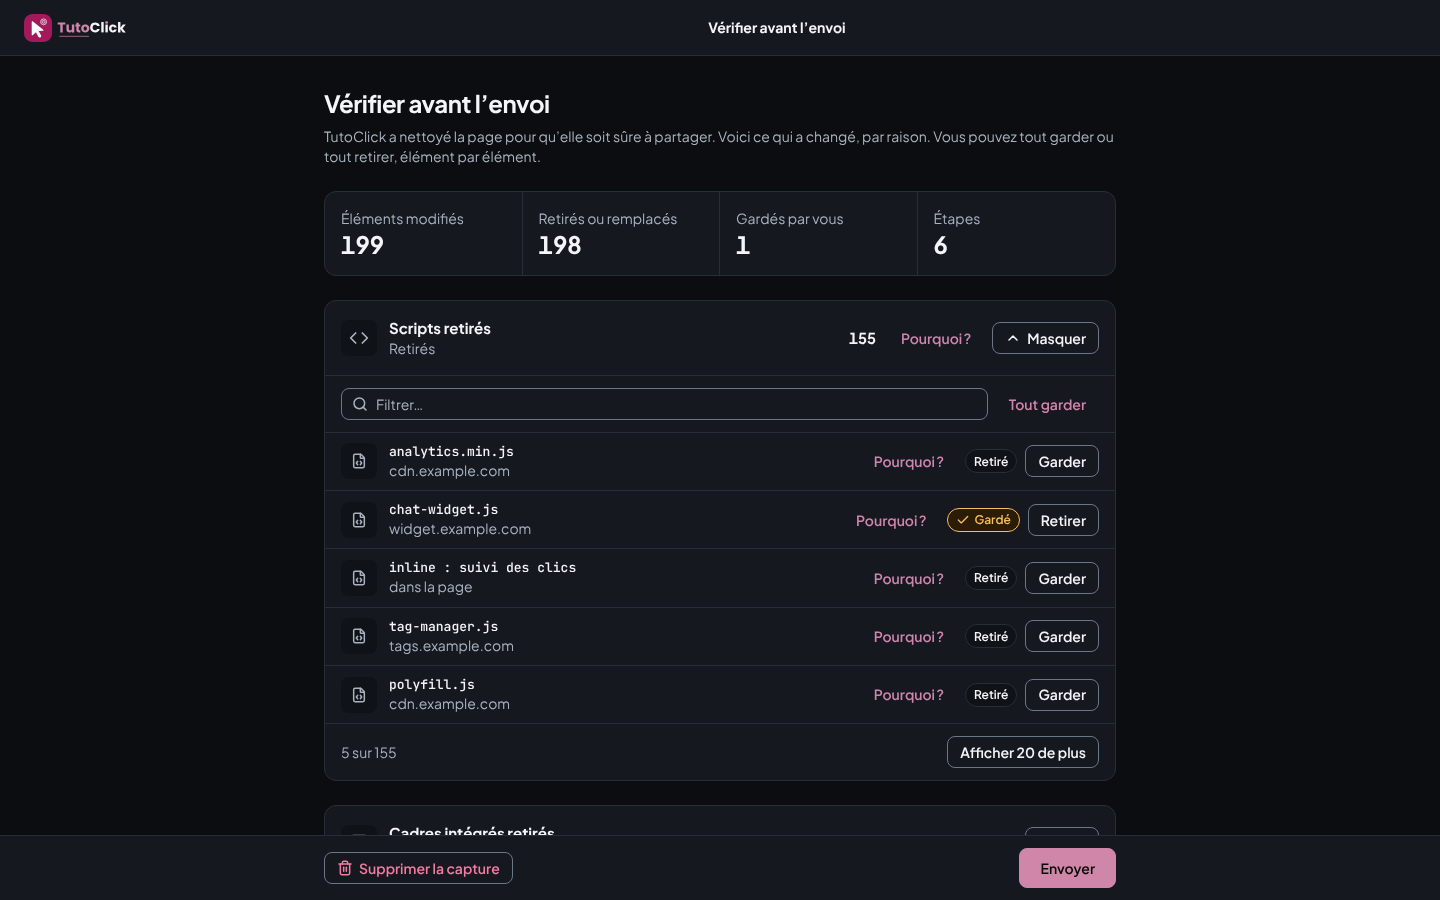 TutoClick
Vérifier avant l’envoi
Vérifier avant l’envoi
TutoClick a nettoyé la page pour qu’elle soit sûre à partager. Voici ce qui a changé, par raison. Vous pouvez tout garder ou
tout retirer, élément par élément.
Éléments modifiés
199
Retirés ou remplacés
198
Gardés par vous
1
Étapes
6
Scripts retirés
Retirés
155
Pourquoi ?
Masquer
Filtrer…
Tout garder
analytics.min.js
cdn.example.com
Pourquoi ?
Retiré
Garder
chat-widget.js
widget.example.com
Pourquoi ?
Gardé
Retirer
inline : suivi des clics
dans la page
Pourquoi ?
Retiré
Garder
tag-manager.js
tags.example.com
Pourquoi ?
Retiré
Garder
polyfill.js
cdn.example.com
Pourquoi ?
Retiré
Garder
5 sur 155
Afficher 20 de plus
Cadres intégrés retirés
Supprimer la capture
Envoyer